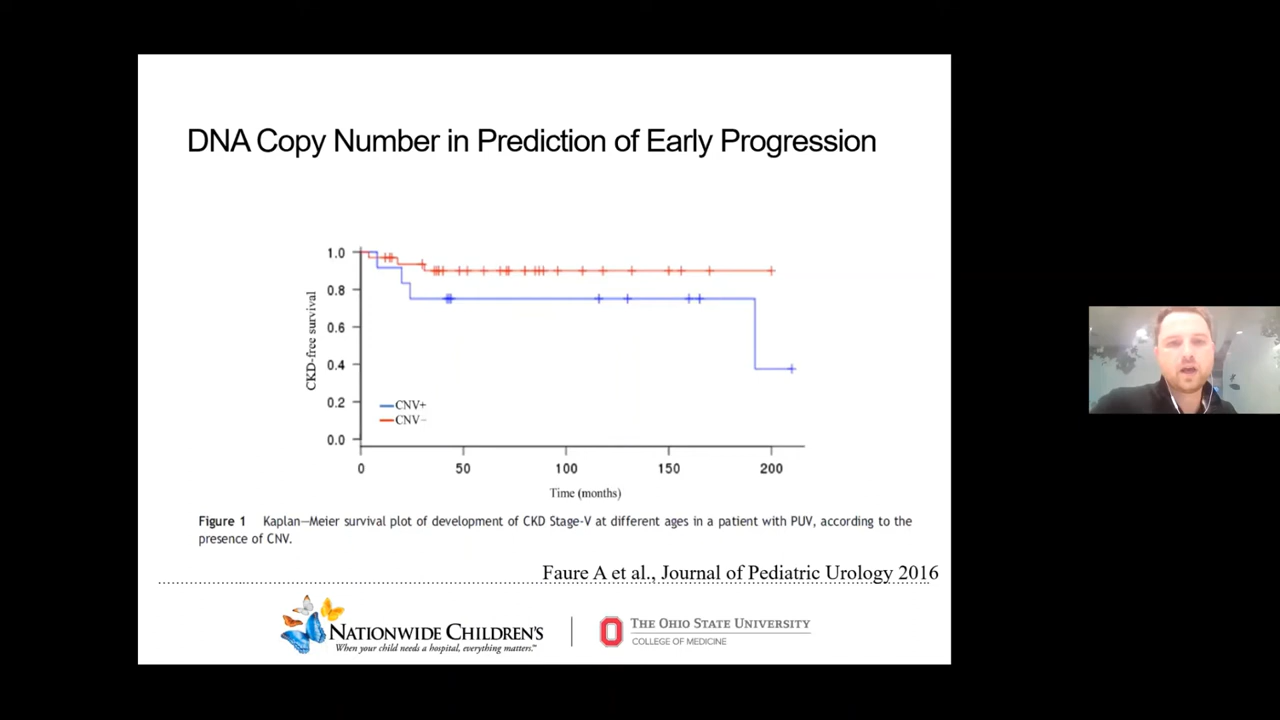 DNA Copy Number in Prediction of Early Progression
1.0
0.8
0.6
0.4
0.2
0.0
CKD-free survival
CNV+
CNV−
0 50 100 150 200
Time (months)
Figure 1 Kaplan—Meier survival plot of development of CKD Stage-V at different ages in a patient with PUV, according to the
presence of CNV.
Faure A et al., Journal of Pediatric Urology 2016
NATIONWIDE CHILDREN'S
When your child needs a hospital, everything matters.™
THE OHIO STATE UNIVERSITY
COLLEGE OF MEDICINE